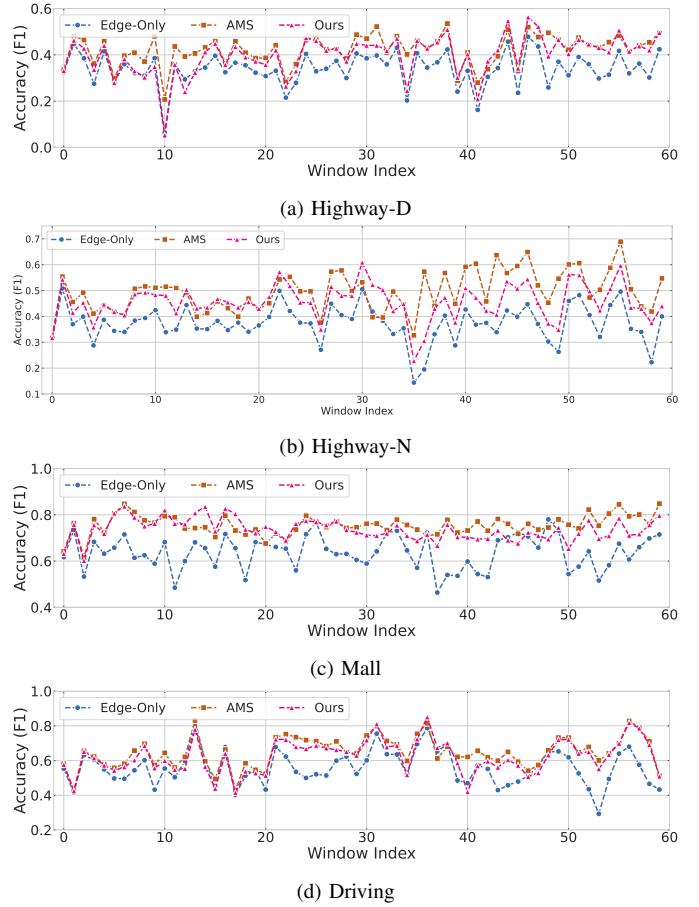 0.6
Edge-Only AMS Ours
0.4
0.2
0.0
Accuracy (F1)
0 10 20 30 40 50 60
Window Index
(a) Highway-D
0.7
Edge-Only AMS Ours
0.6
0.5
0.4
0.3
0.2
0.1
Accuracy (F1)
0 10 20 30 40 50 60
Window Index
(b) Highway-N
1.0
Edge-Only AMS Ours
0.8
0.6
0.4
Accuracy (F1)
0 10 20 30 40 50 60
Window Index
(c) Mall
1.0
Edge-Only AMS Ours
0.8
0.6
0.4
0.2
Accuracy (F1)
0 10 20 30 40 50 60
Window Index
(d) Driving